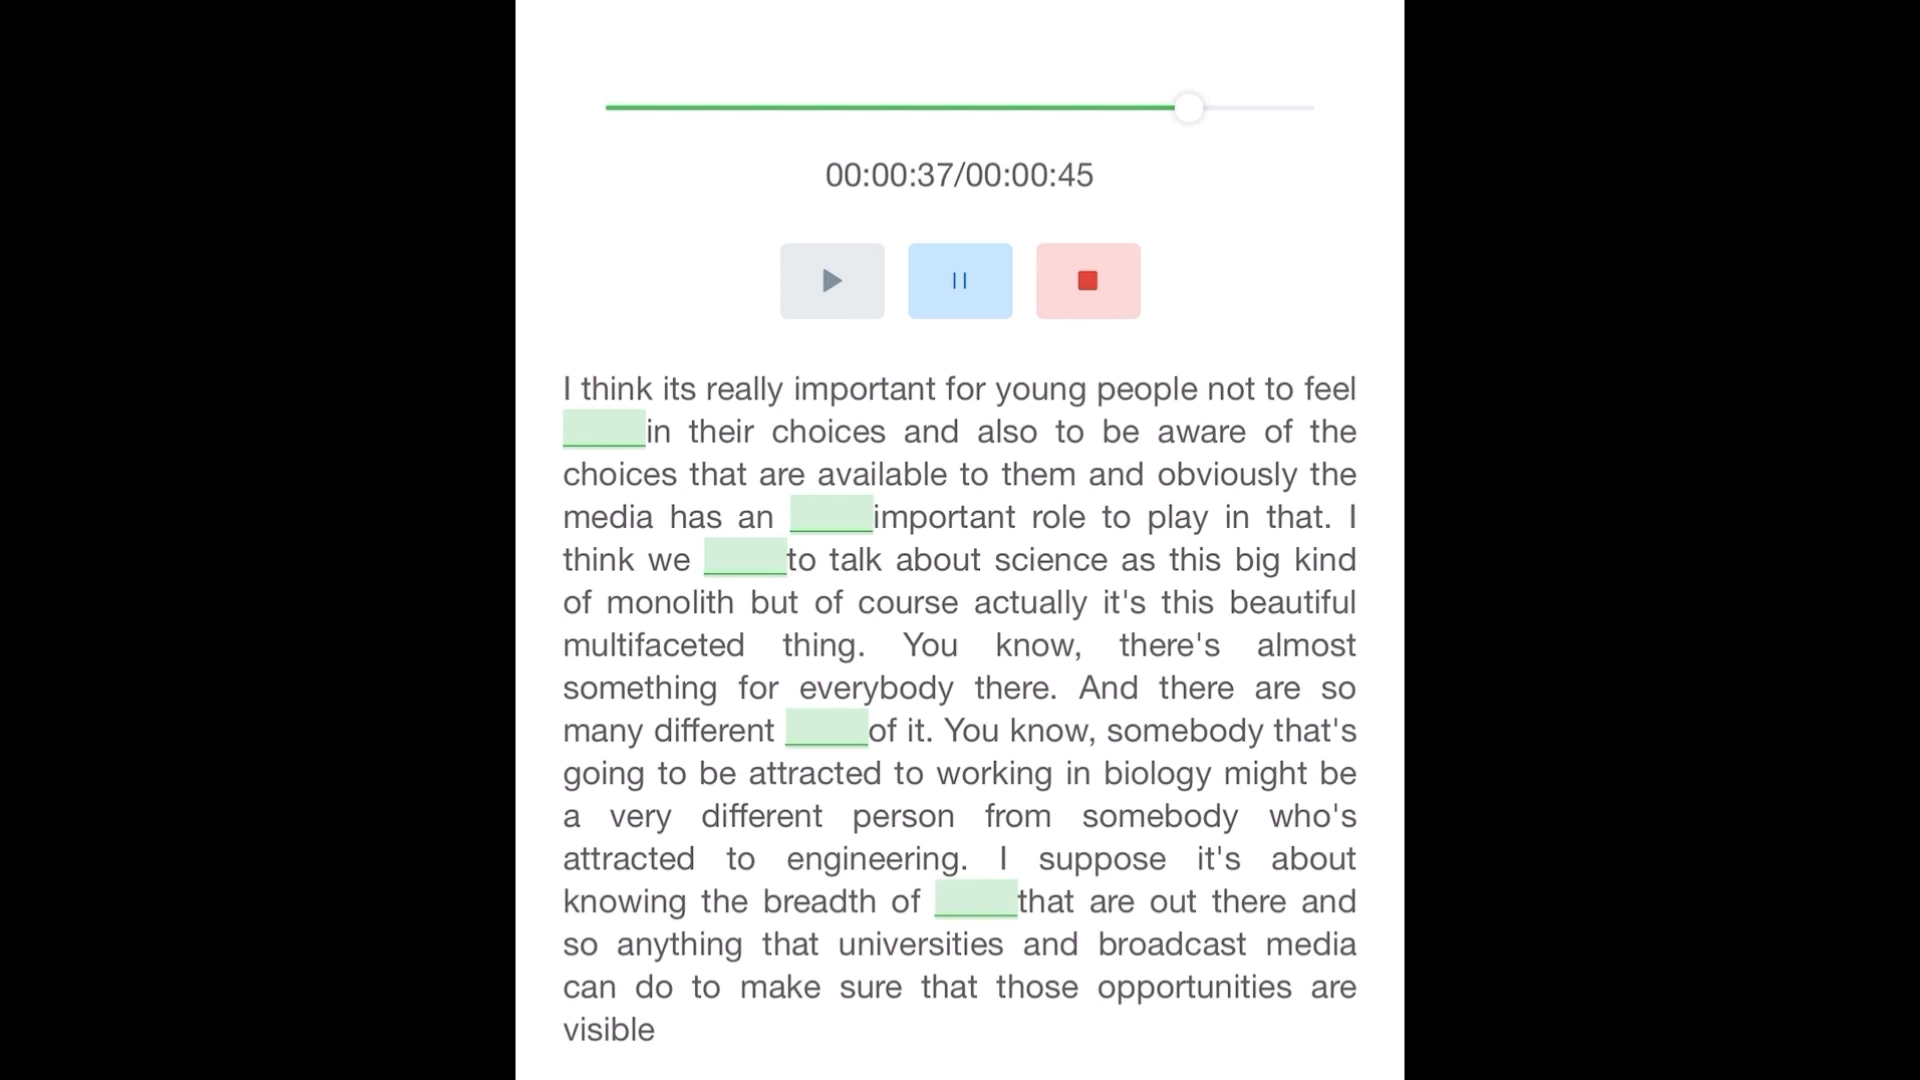 00:00:37/00:00:45
I think its really important for young people not to feel
in their choices and also to be aware of the
choices that are available to them and obviously the
media has an important role to play in that. I
think we to talk about science as this big kind
of monolith but of course actually it's this beautiful
multifaceted thing. You know, there's almost
something for everybody there. And there are so
many different of it. You know, somebody that's
going to be attracted to working in biology might be
a very different person from somebody who's
attracted to engineering. I suppose it's about
knowing the breadth of that are out there and
so anything that universities and broadcast media
can do to make sure that those opportunities are
visible